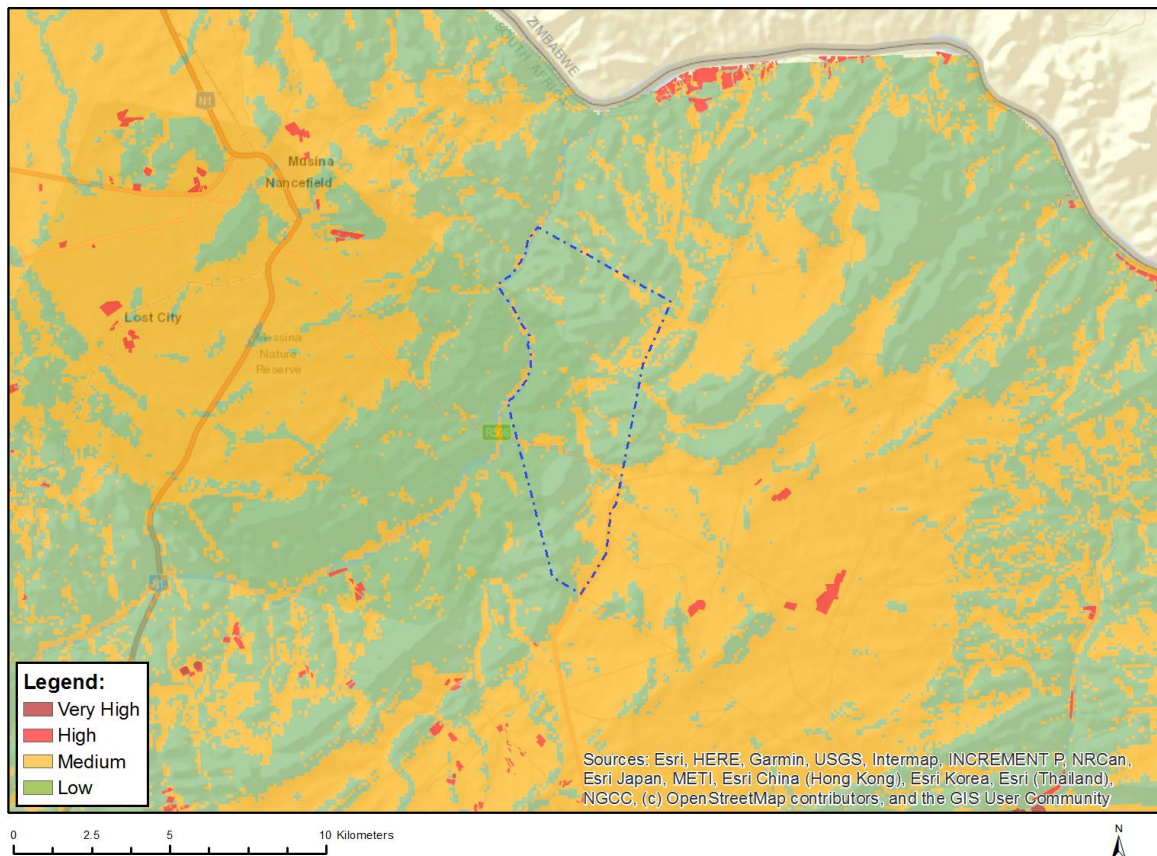 ZIMBABWE
SOUTH AFRICA
N1
Musina
Nancefield
Lost City
Messina
Nature
Reserve
N1
Legend:
Very High
High
Medium
Low
Sources: Esri, HERE, Garmin, USGS, Intermap, INCREMENT P, NRCan,
Esri Japan, METI, Esri China (Hong Kong), Esri Korea, Esri (Thailand),
NGCC, (c) OpenStreetMap contributors, and the GIS User Community
0 2.5 5 10 Kilometers
N